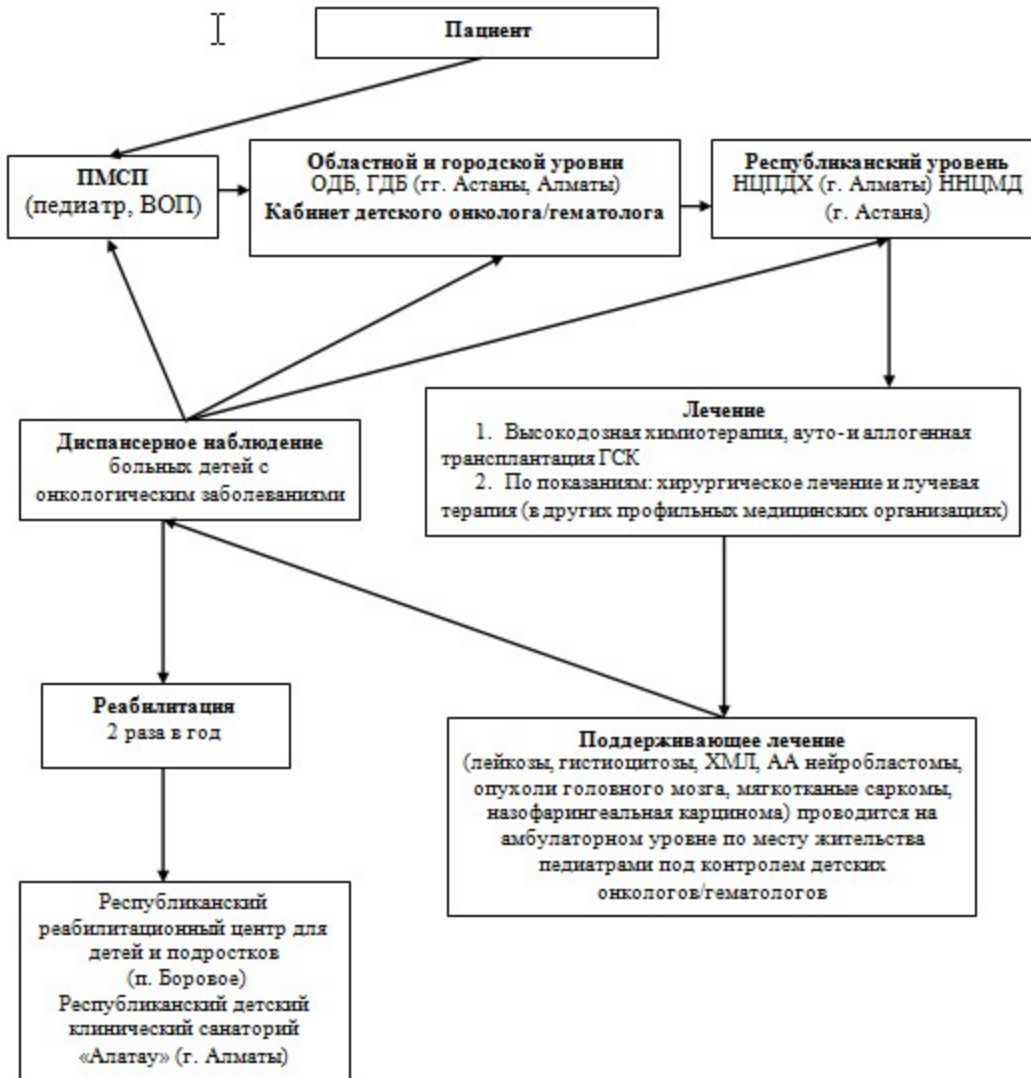 Пациент
ПМСП
(педиатр, ВОП)
Областной и городской уровни
ОДБ, ГДБ (гг. Астаны, Алматы)
Кабинет детского онколога/гематолога
Республиканский уровень
НЦПДХ (г. Алматы) ННЦМД
(г. Астана)
Диспансерное наблюдение
больных детей с
онкологическим заболеваниями
Лечение
1. Высокодозная химиотерапия, ауто- и аллогенная
трансплантация ГСК
2. По показаниям: хирургическое лечение и лучевая
терапия (в других профильных медицинских организациях)
Реабилитация
2 раза в год
Поддерживающее лечение
(лейкозы, гистиоцитозы, ХМЛ, АА нейробластомы,
опухоли головного мозга, мягкотканые саркомы,
назофарингеальная карцинома) проводится на
амбулаторном уровне по месту жительства
педиатрами под контролем детских
онкологов/гематологов
Республиканский
реабилитационный центр для
детей и подростков
(п. Боровое)
Республиканский детский
клинический санаторий
«Алатау» (г. Алматы)